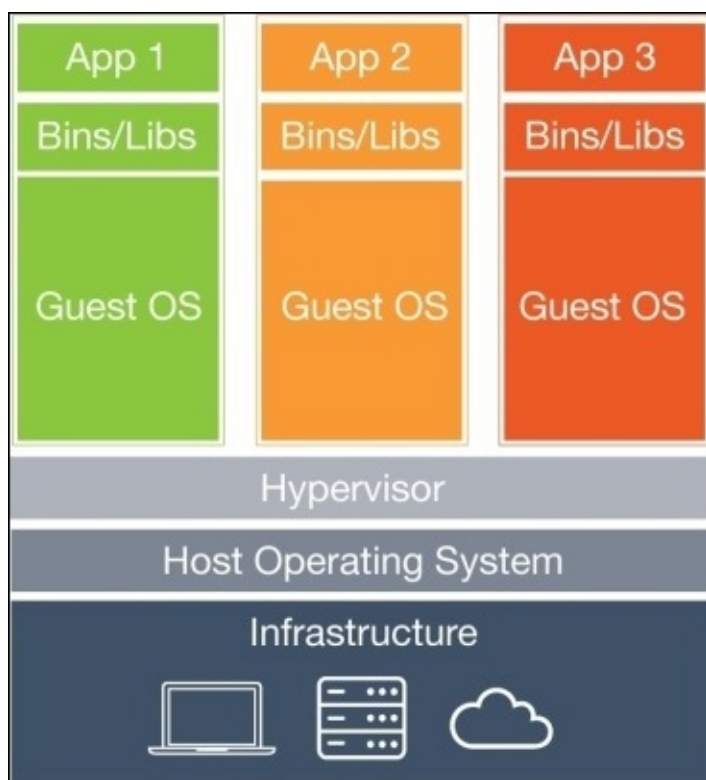 App 1
App 2
App 3
Bins/Libs
Bins/Libs
Bins/Libs
Guest OS
Guest OS
Guest OS
Hypervisor
Host Operating System
Infrastructure